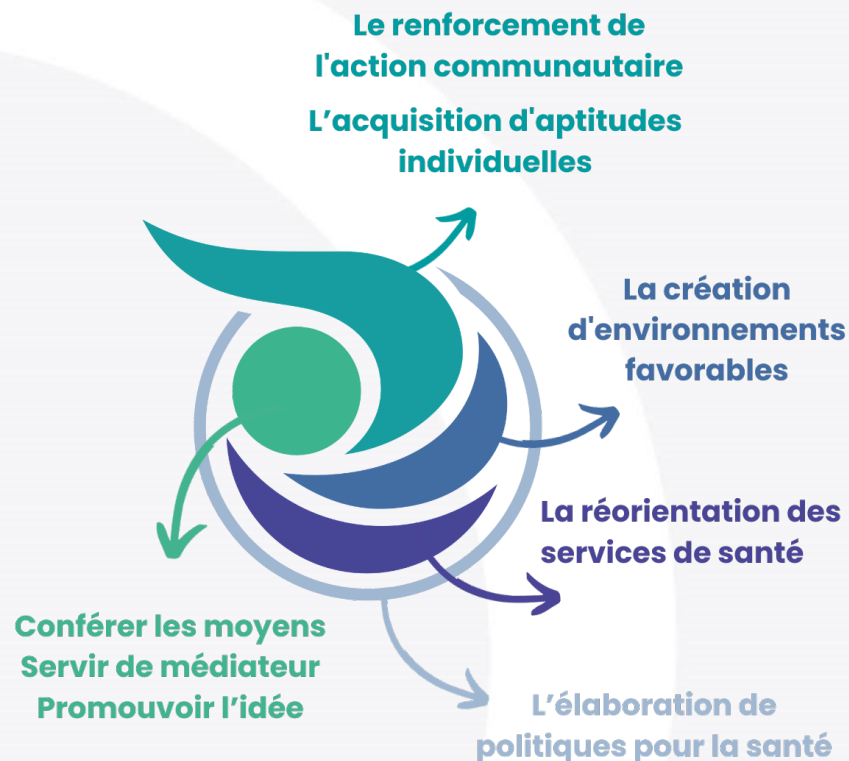 Le renforcement de
l'action communautaire
L’acquisition d'aptitudes
individuelles
La création
d'environnements
favorables
La réorientation des
services de santé
Conférer les moyens
Servir de médiateur
Promouvoir l’idée
L’élaboration de
politiques pour la santé